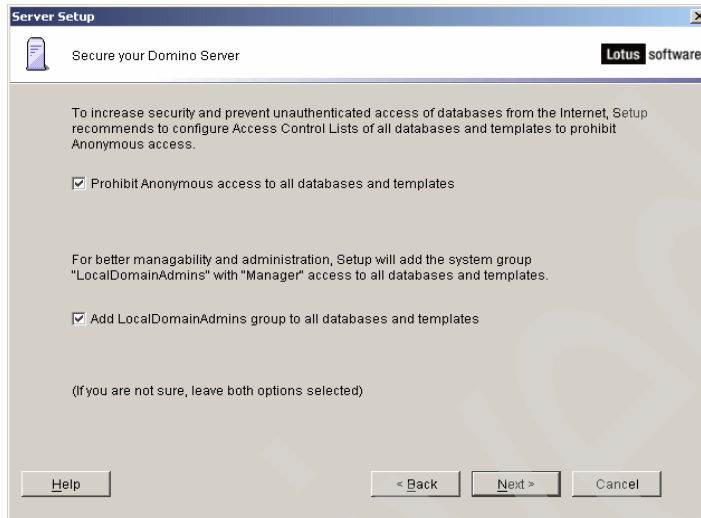 Server Setup
Secure your Domino Server
Lotus software
To increase security and prevent unauthenticated access of databases from the Internet, Setup
recommends to configure Access Control Lists of all databases and templates to prohibit
Anonymous access.
Prohibit Anonymous access to all databases and templates
For better managability and administration, Setup will add the system group
"LocalDomainAdmins" with "Manager" access to all databases and templates.
Add LocalDomainAdmins group to all databases and templates
(If you are not sure, leave both options selected)
Help
< Back
Next >
Cancel